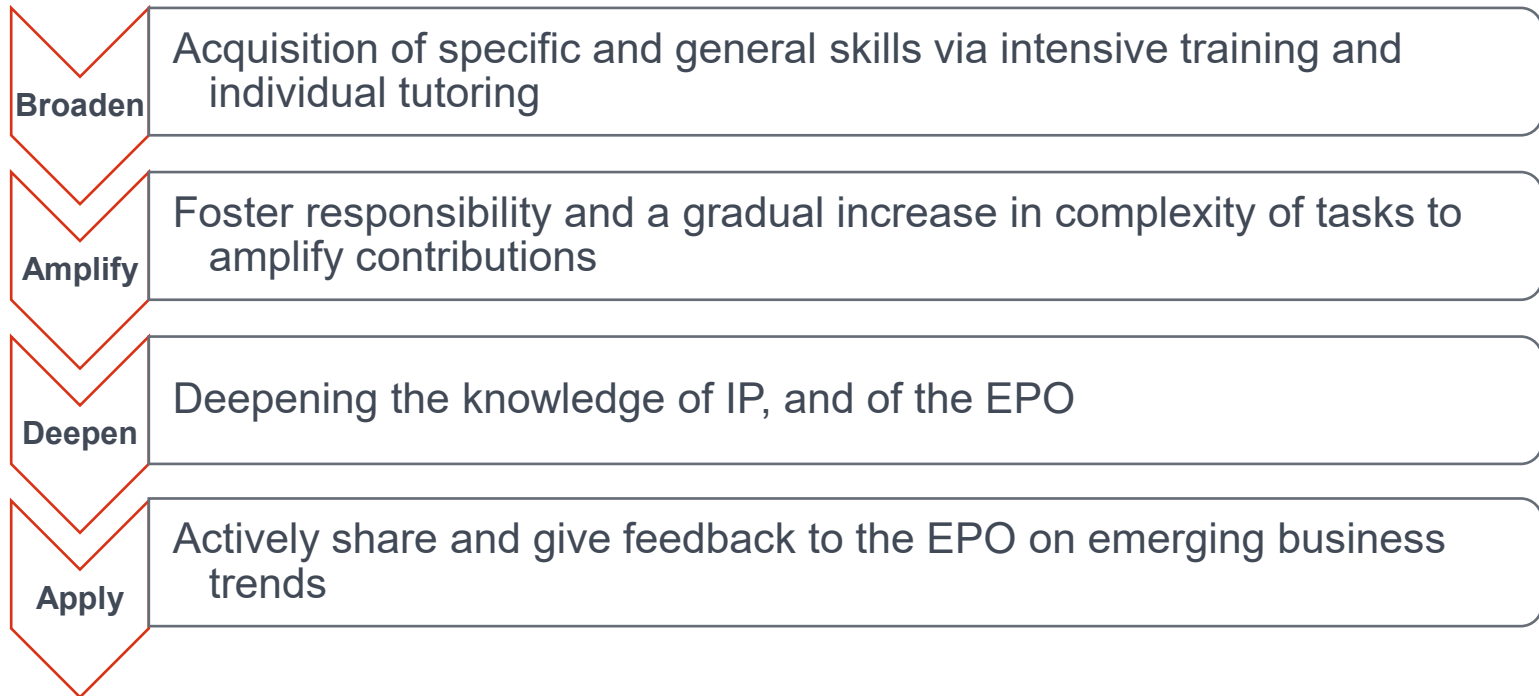 Broaden
Acquisition of specific and general skills via intensive training and
individual tutoring
Amplify
Foster responsibility and a gradual increase in complexity of tasks to
amplify contributions
Deepen
Deepening the knowledge of IP, and of the EPO
Apply
Actively share and give feedback to the EPO on emerging business
trends